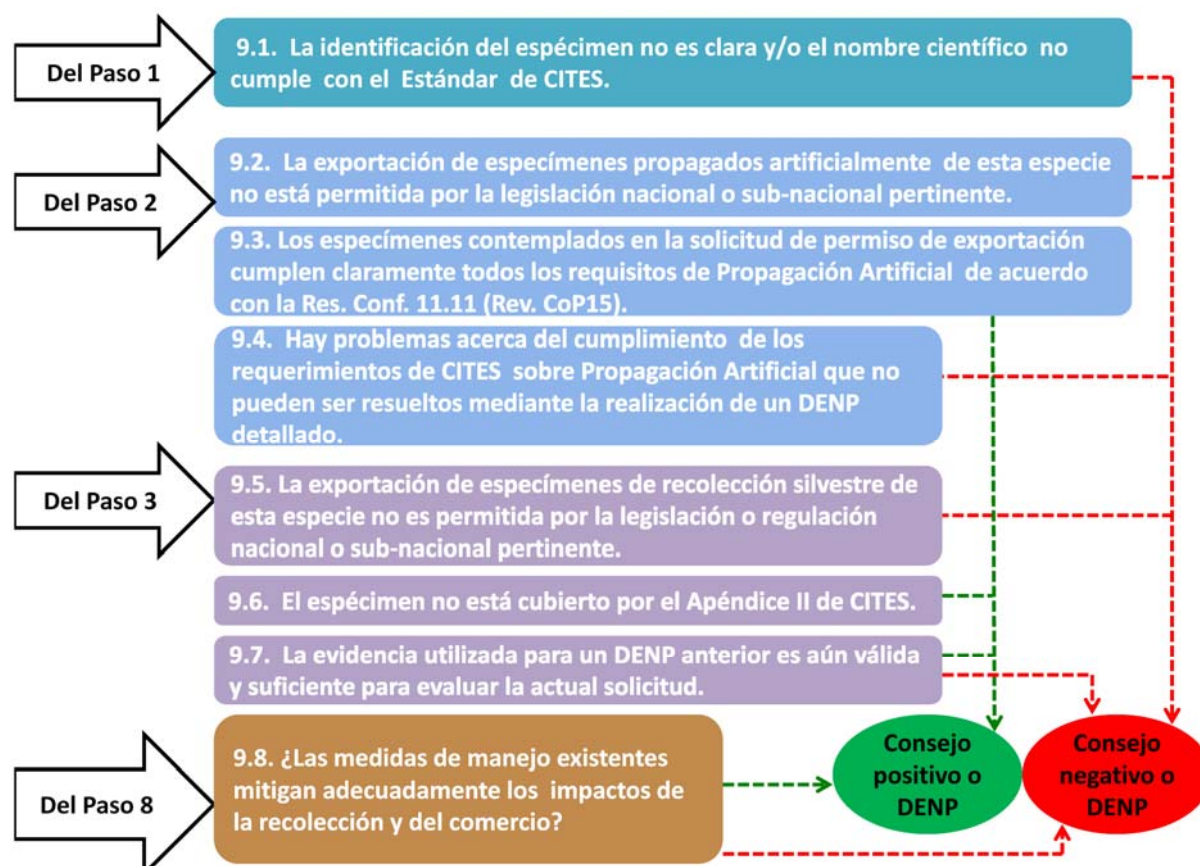 Del Paso 1
9.1. La identificación del espécimen no es clara y/o el nombre científico no
cumple con el Estándar de CITES.
Del Paso 2
9.2. La exportación de especímenes propagados artificialmente de esta especie
no está permitida por la legislación nacional o sub-nacional pertinente.
9.3. Los especímenes contemplados en la solicitud de permiso de exportación
cumplen claramente todos los requisitos de Propagación Artificial de acuerdo
con la Res. Conf. 11.11 (Rev. CoP15).
9.4. Hay problemas acerca del cumplimiento de los
requerimientos de CITES sobre Propagación Artificial que no
pueden ser resueltos mediante la realización de un DENP
detallado.
Del Paso 3
9.5. La exportación de especímenes de recolección silvestre de
esta especie no es permitida por la legislación o regulación
nacional o sub-nacional pertinente.
9.6. El espécimen no está cubierto por el Apéndice II de CITES.
9.7. La evidencia utilizada para un DENP anterior es aún válida
y suficiente para evaluar la actual solicitud.
Del Paso 8
9.8. ¿Las medidas de manejo existentes
mitigan adecuadamente los impactos de
la recolección y del comercio?
Consejo
positivo o
DENP
Consejo
negativo o
DENP